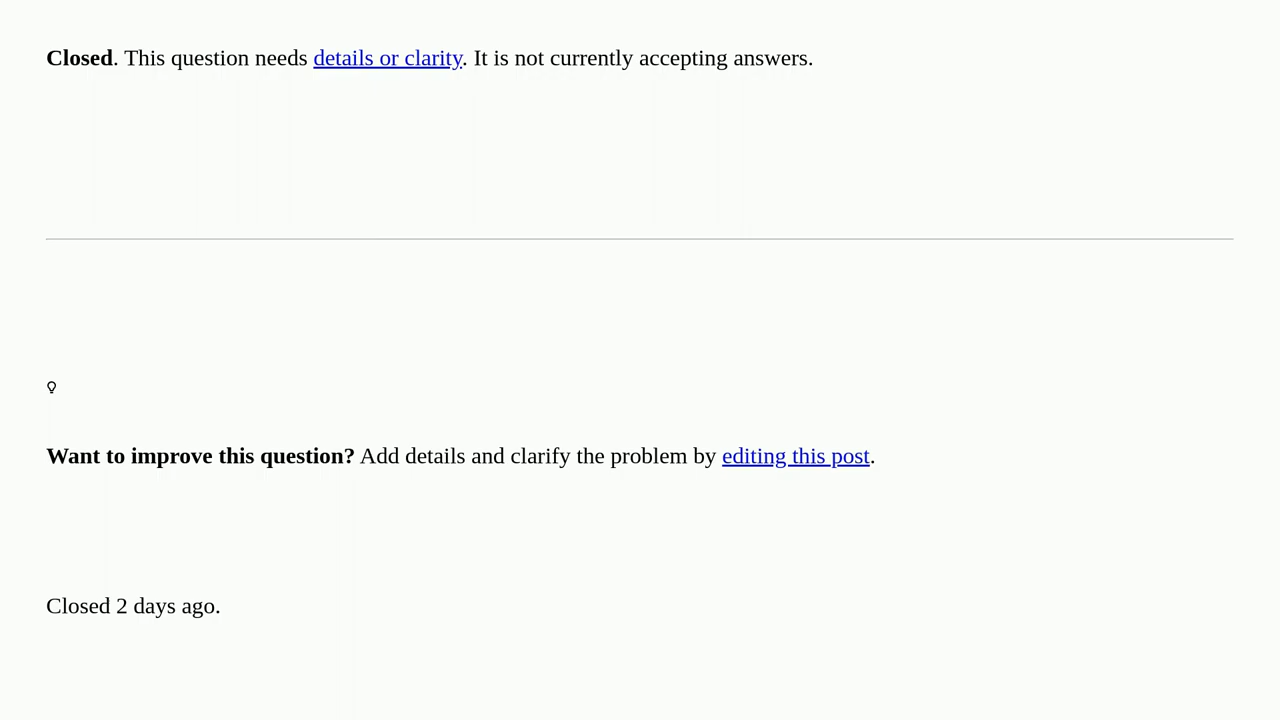 Closed. This question needs details or clarity. It is not currently accepting answers.
Want to improve this question? Add details and clarify the problem by editing this post.
Closed 2 days ago.